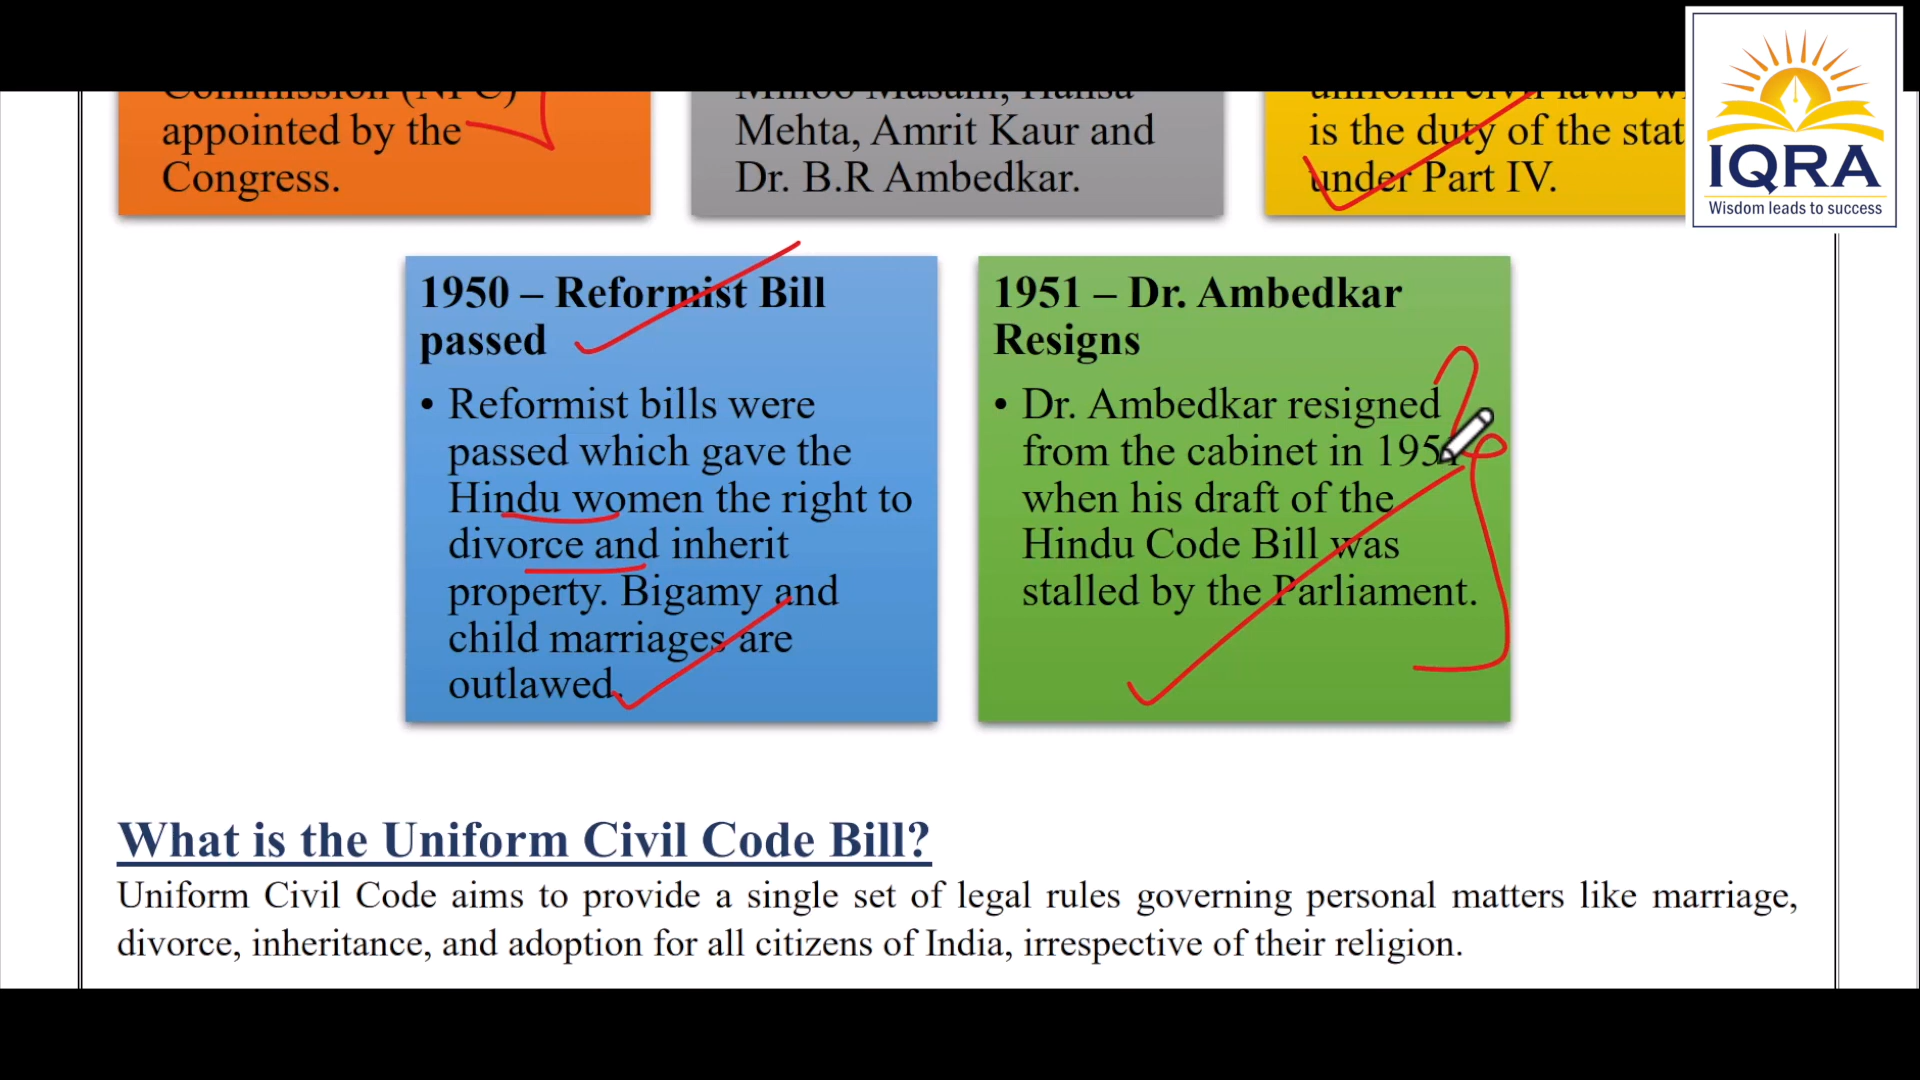 appointed by the
Congress.
Mehta, Amrit Kaur and
Dr. B.R Ambedkar.
is the duty of the stat
under Part IV.
IQRA
Wisdom leads to success
1950 – Reformist Bill
passed
• Reformist bills were
passed which gave the
Hindu women the right to
divorce and inherit
property. Bigamy and
child marriages are
outlawed.
1951 – Dr. Ambedkar
Resigns
• Dr. Ambedkar resigned
from the cabinet in 1951
when his draft of the
Hindu Code Bill was
stalled by the Parliament.
What is the Uniform Civil Code Bill?
Uniform Civil Code aims to provide a single set of legal rules governing personal matters like marriage,
divorce, inheritance, and adoption for all citizens of India, irrespective of their religion.